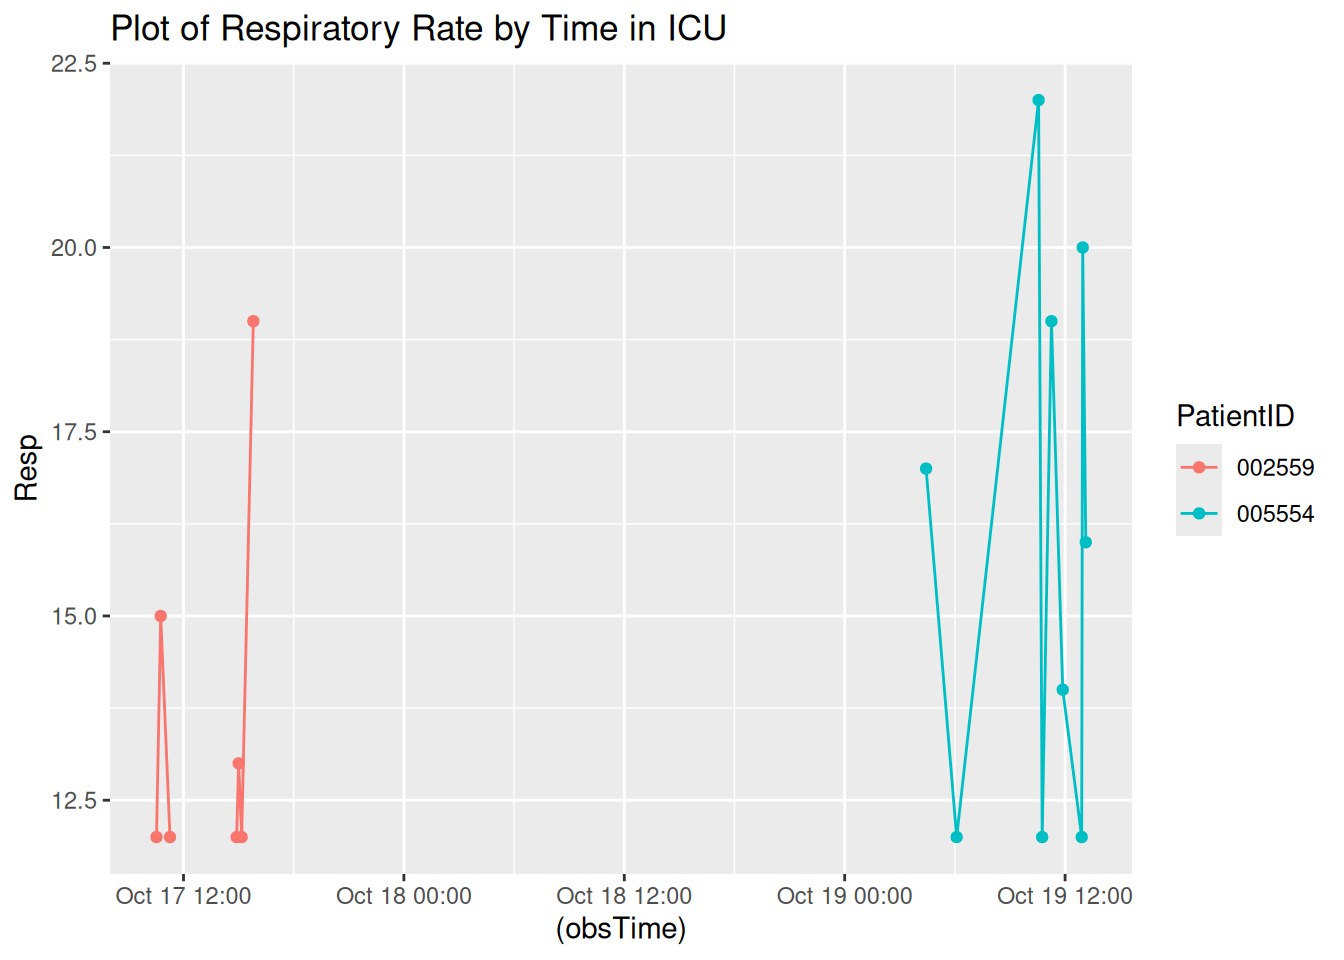 Plot of Respiratory Rate by Time in ICU
22.5
20.0
17.5
15.0
12.5
Resp
Oct 17 12:00
Oct 18 00:00
Oct 18 12:00
Oct 19 00:00
Oct 19 12:00
(obsTime)
PatientID
002559
005554